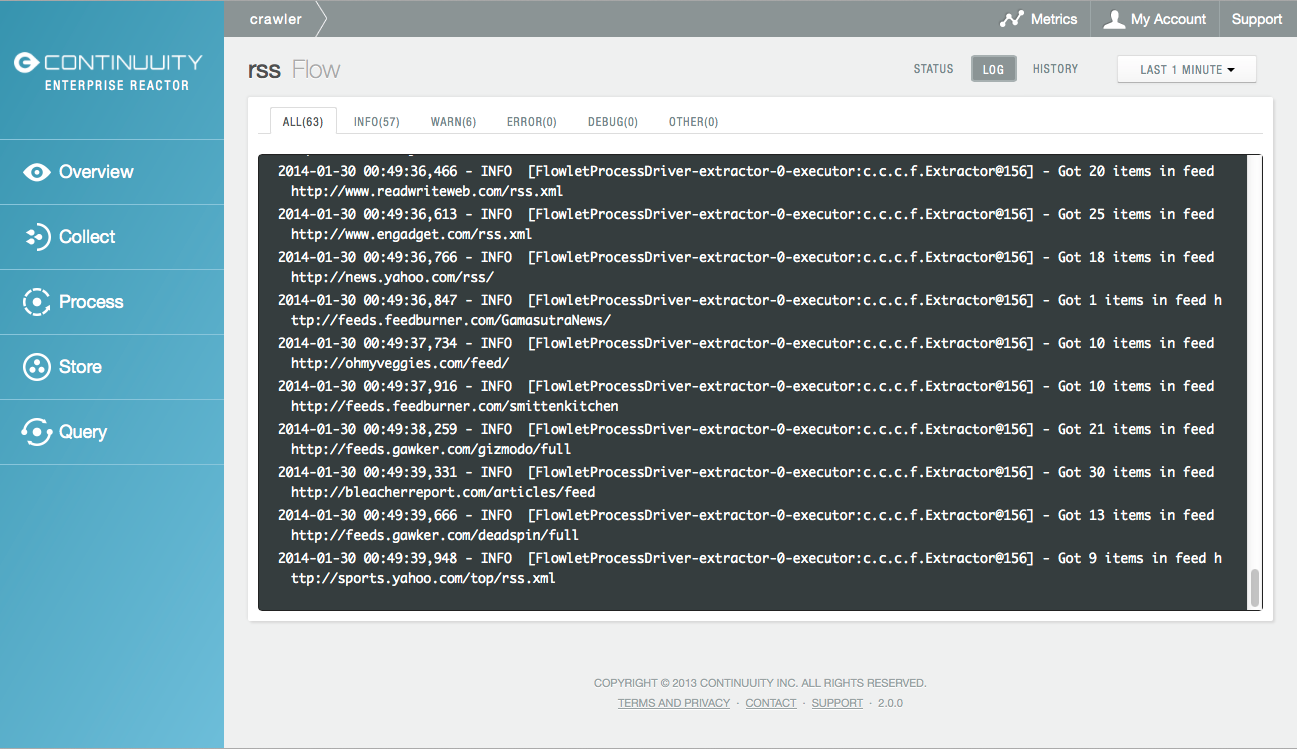 crawler
Metrics
My Account
Support
CONTINUUITY
ENTERPRISE REACTOR
Overview
Collect
Process
Store
Query
rss Flow
STATUS
LOG
HISTORY
LAST 1 MINUTE
ALL(63)
INFO(57)
WARN(6)
ERROR(0)
DEBUG(0)
OTHER(0)
2014-01-30 00:49:36,466 - INFO [FlowletProcessDriver-extractor-0-executor:c.c.c.f.Extractor@156] - Got 20 items in feed
http://www.readwriteweb.com/rss.xml
2014-01-30 00:49:36,613 - INFO [FlowletProcessDriver-extractor-0-executor:c.c.c.f.Extractor@156] - Got 25 items in feed
http://www.engadget.com/rss.xml
2014-01-30 00:49:36,766 - INFO [FlowletProcessDriver-extractor-0-executor:c.c.c.f.Extractor@156] - Got 18 items in feed
http://news.yahoo.com/rss/
2014-01-30 00:49:36,847 - INFO [FlowletProcessDriver-extractor-0-executor:c.c.c.f.Extractor@156] - Got 1 items in feed h
ttp://feeds.feedburner.com/GamasutraNews/
2014-01-30 00:49:37,734 - INFO [FlowletProcessDriver-extractor-0-executor:c.c.c.f.Extractor@156] - Got 10 items in feed
http://ohmyveggies.com/feed/
2014-01-30 00:49:37,916 - INFO [FlowletProcessDriver-extractor-0-executor:c.c.c.f.Extractor@156] - Got 10 items in feed
http://feeds.feedburner.com/smittenkitchen
2014-01-30 00:49:38,259 - INFO [FlowletProcessDriver-extractor-0-executor:c.c.c.f.Extractor@156] - Got 21 items in feed
http://feeds.gawker.com/gizmodo/full
2014-01-30 00:49:39,331 - INFO [FlowletProcessDriver-extractor-0-executor:c.c.c.f.Extractor@156] - Got 30 items in feed
http://bleacherreport.com/articles/feed
2014-01-30 00:49:39,666 - INFO [FlowletProcessDriver-extractor-0-executor:c.c.c.f.Extractor@156] - Got 13 items in feed
http://feeds.gawker.com/deadspin/full
2014-01-30 00:49:39,948 - INFO [FlowletProcessDriver-extractor-0-executor:c.c.c.f.Extractor@156] - Got 9 items in feed h
ttp://sports.yahoo.com/top/rss.xml
COPYRIGHT © 2013 CONTINUUITY INC. ALL RIGHTS RESERVED.
TERMS AND PRIVACY · CONTACT · SUPPORT · 2.0.0